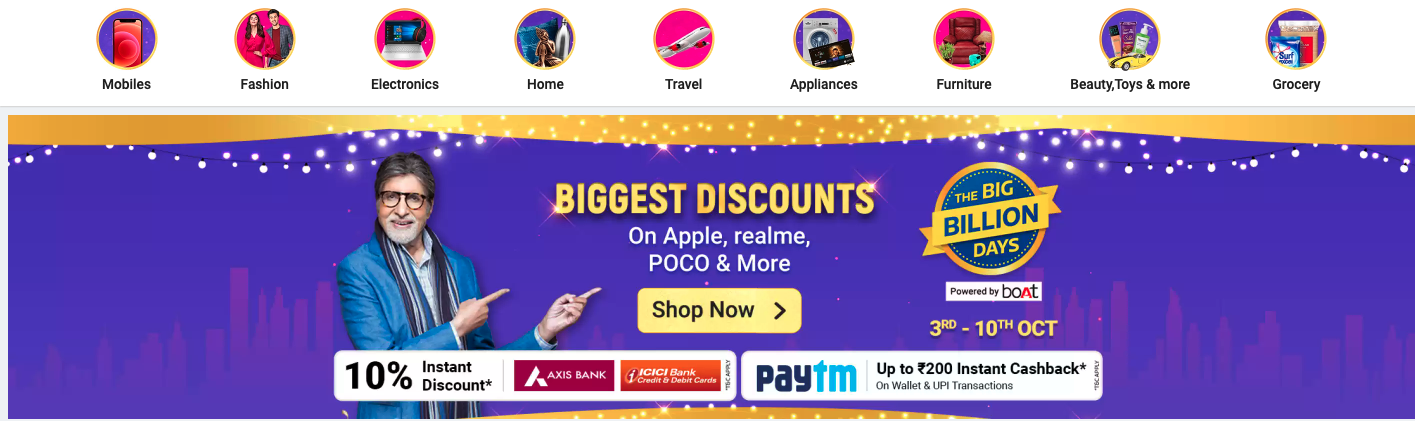 Mobiles
Fashion
Electronics
Home
Travel
Appliances
Furniture
Beauty,Toys & more
Grocery
Surf
excel
BIGGEST DISCOUNTS
On Apple, realme,
POCO & More
Shop Now
THE BIG
BILLION
DAYS
Powered by boAt
3RD - 10TH OCT
10% Instant
Discount*
AXIS BANK
ICICI Bank
Credit & Debit Cards
*T&C APPLY
paytm
Up to ₹200 Instant Cashback*
On Wallet & UPI Transactions
*T&C APPLY